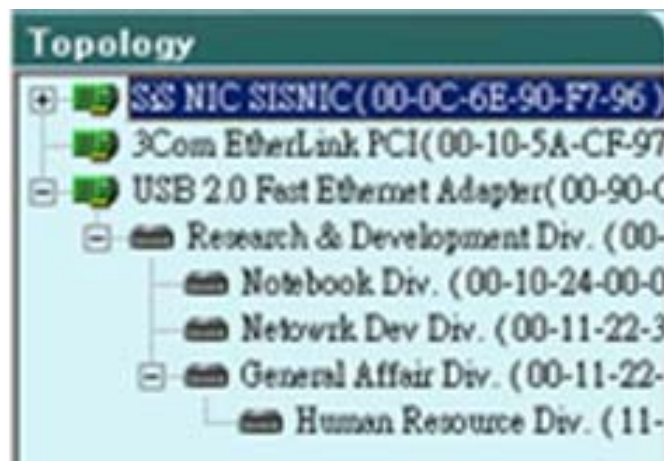 Topology
SiS NIC SISNIC(00-0C-6E-90-F7-96)
3Com EtherLink PCI(00-10-5A-CF-97
USB 2.0 Fast Ethernet Adapter(00-90-
Research & Development Div. (00-
Notebook Div. (00-10-24-00-0
Netowrk Dev Div. (00-11-22-3
General Affair Div. (00-11-22-
Human Resource Div. (11-